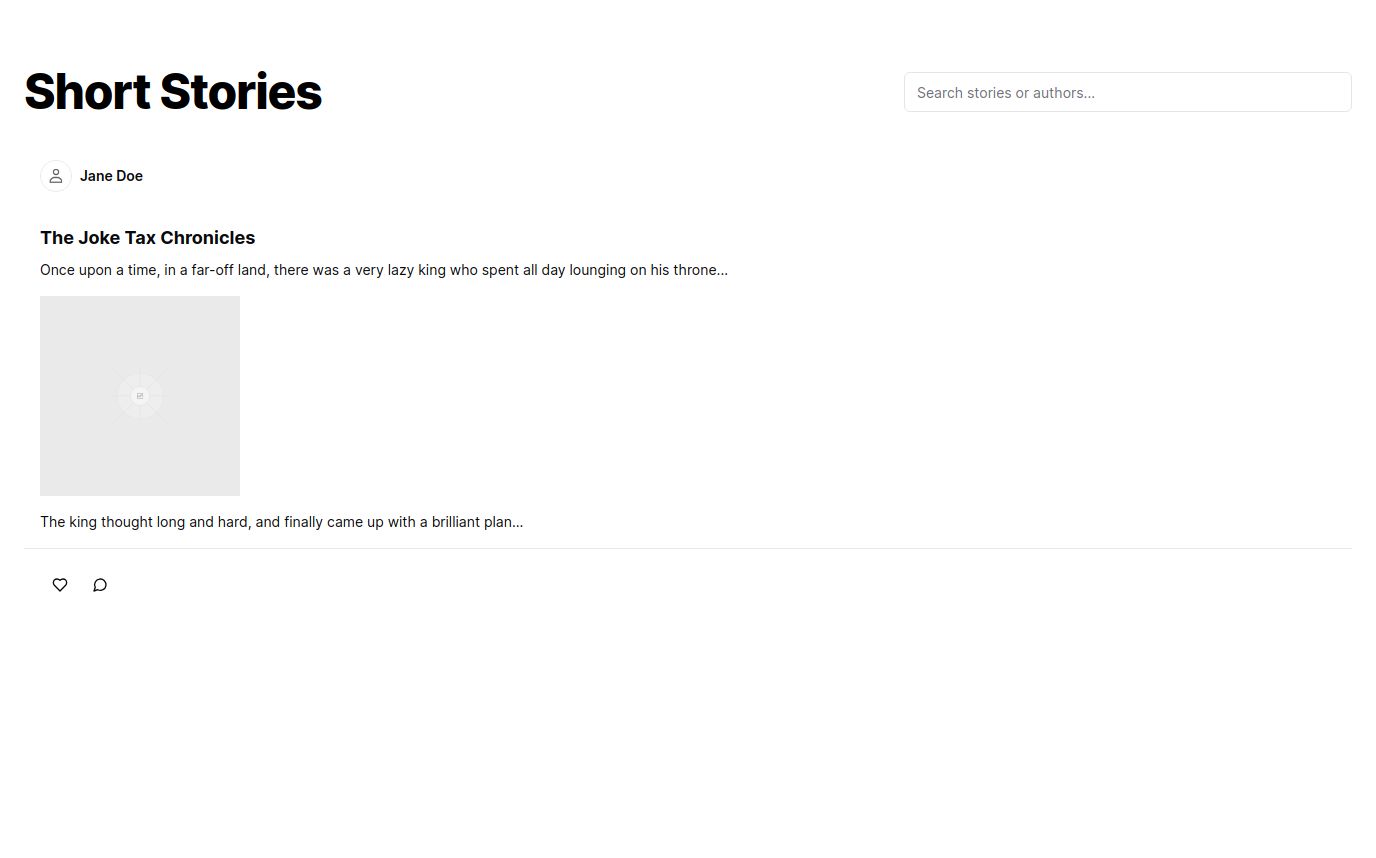 Short Stories
Search stories or authors...
Jane Doe
The Joke Tax Chronicles
Once upon a time, in a far-off land, there was a very lazy king who spent all day lounging on his throne...
The king thought long and hard, and finally came up with a brilliant plan...